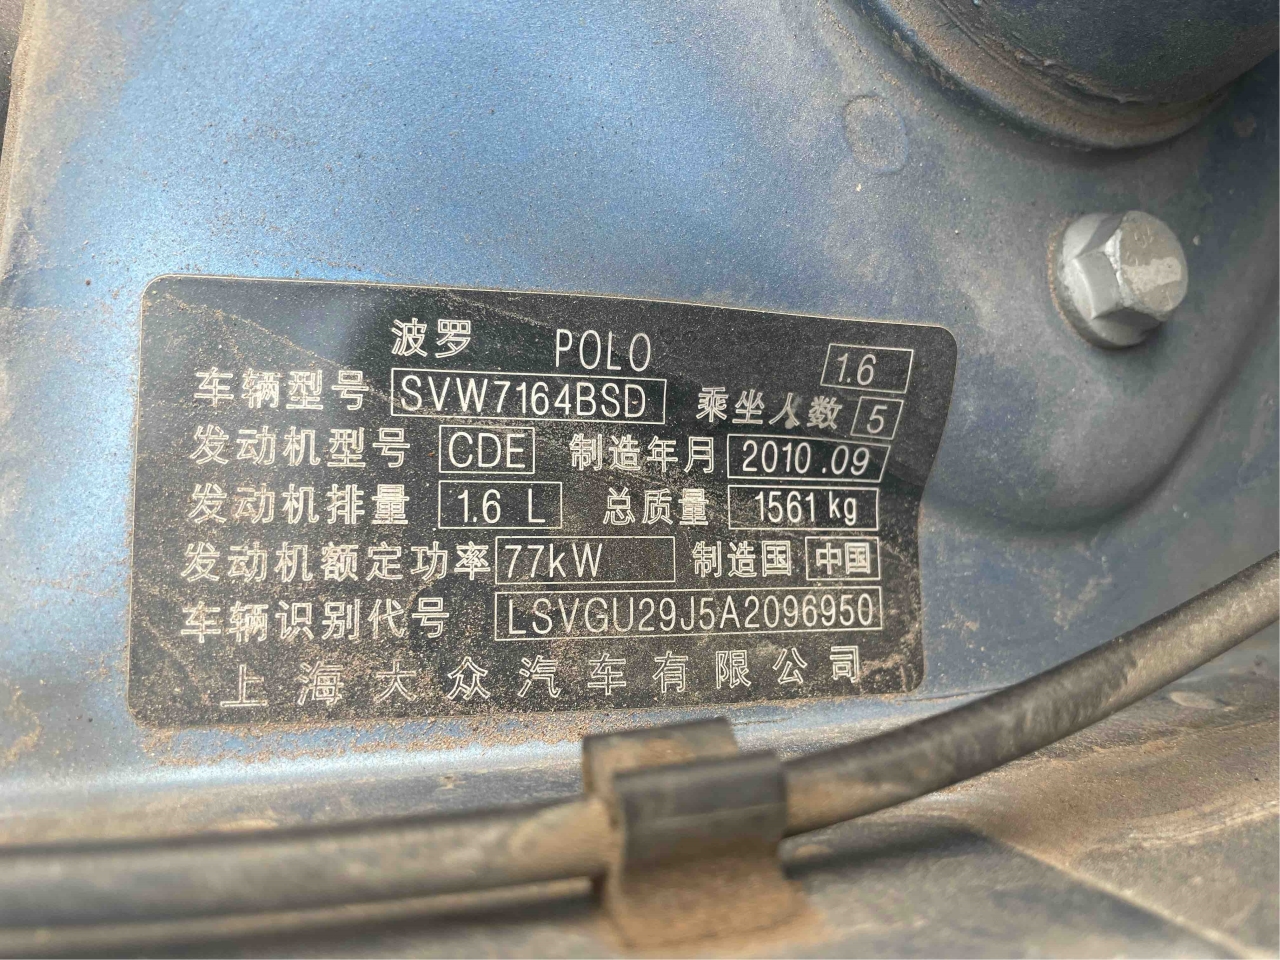 波罗 POLO 1.6
车辆型号 SVW7164BSD 乘坐人数 5
发动机型号 CDE 制造年月 2010.09
发动机排量 1.6 L 总质量 1561 kg
发动机额定功率 77kW 制造国 中国
车辆识别代号 LSVGU29J5A2096950
上海大众汽车有限公司